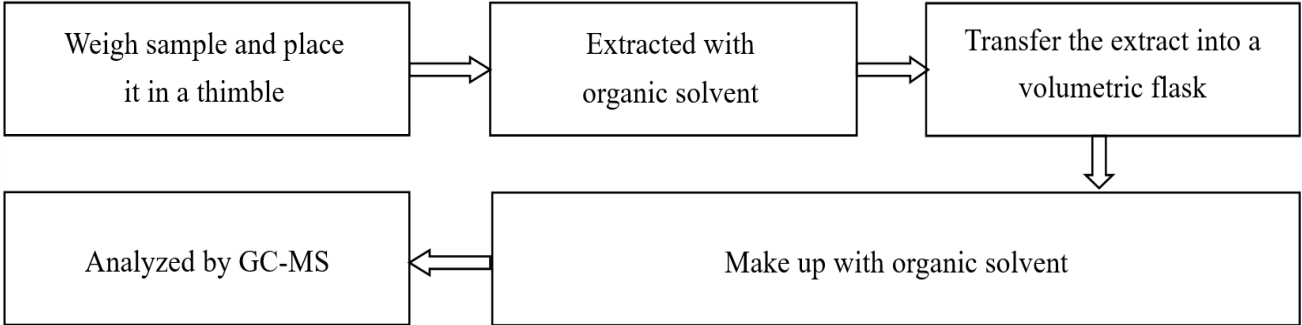 Weigh sample and place
it in a thimble
Extracted with
organic solvent
Transfer the extract into a
volumetric flask
Make up with organic solvent
Analyzed by GC-MS